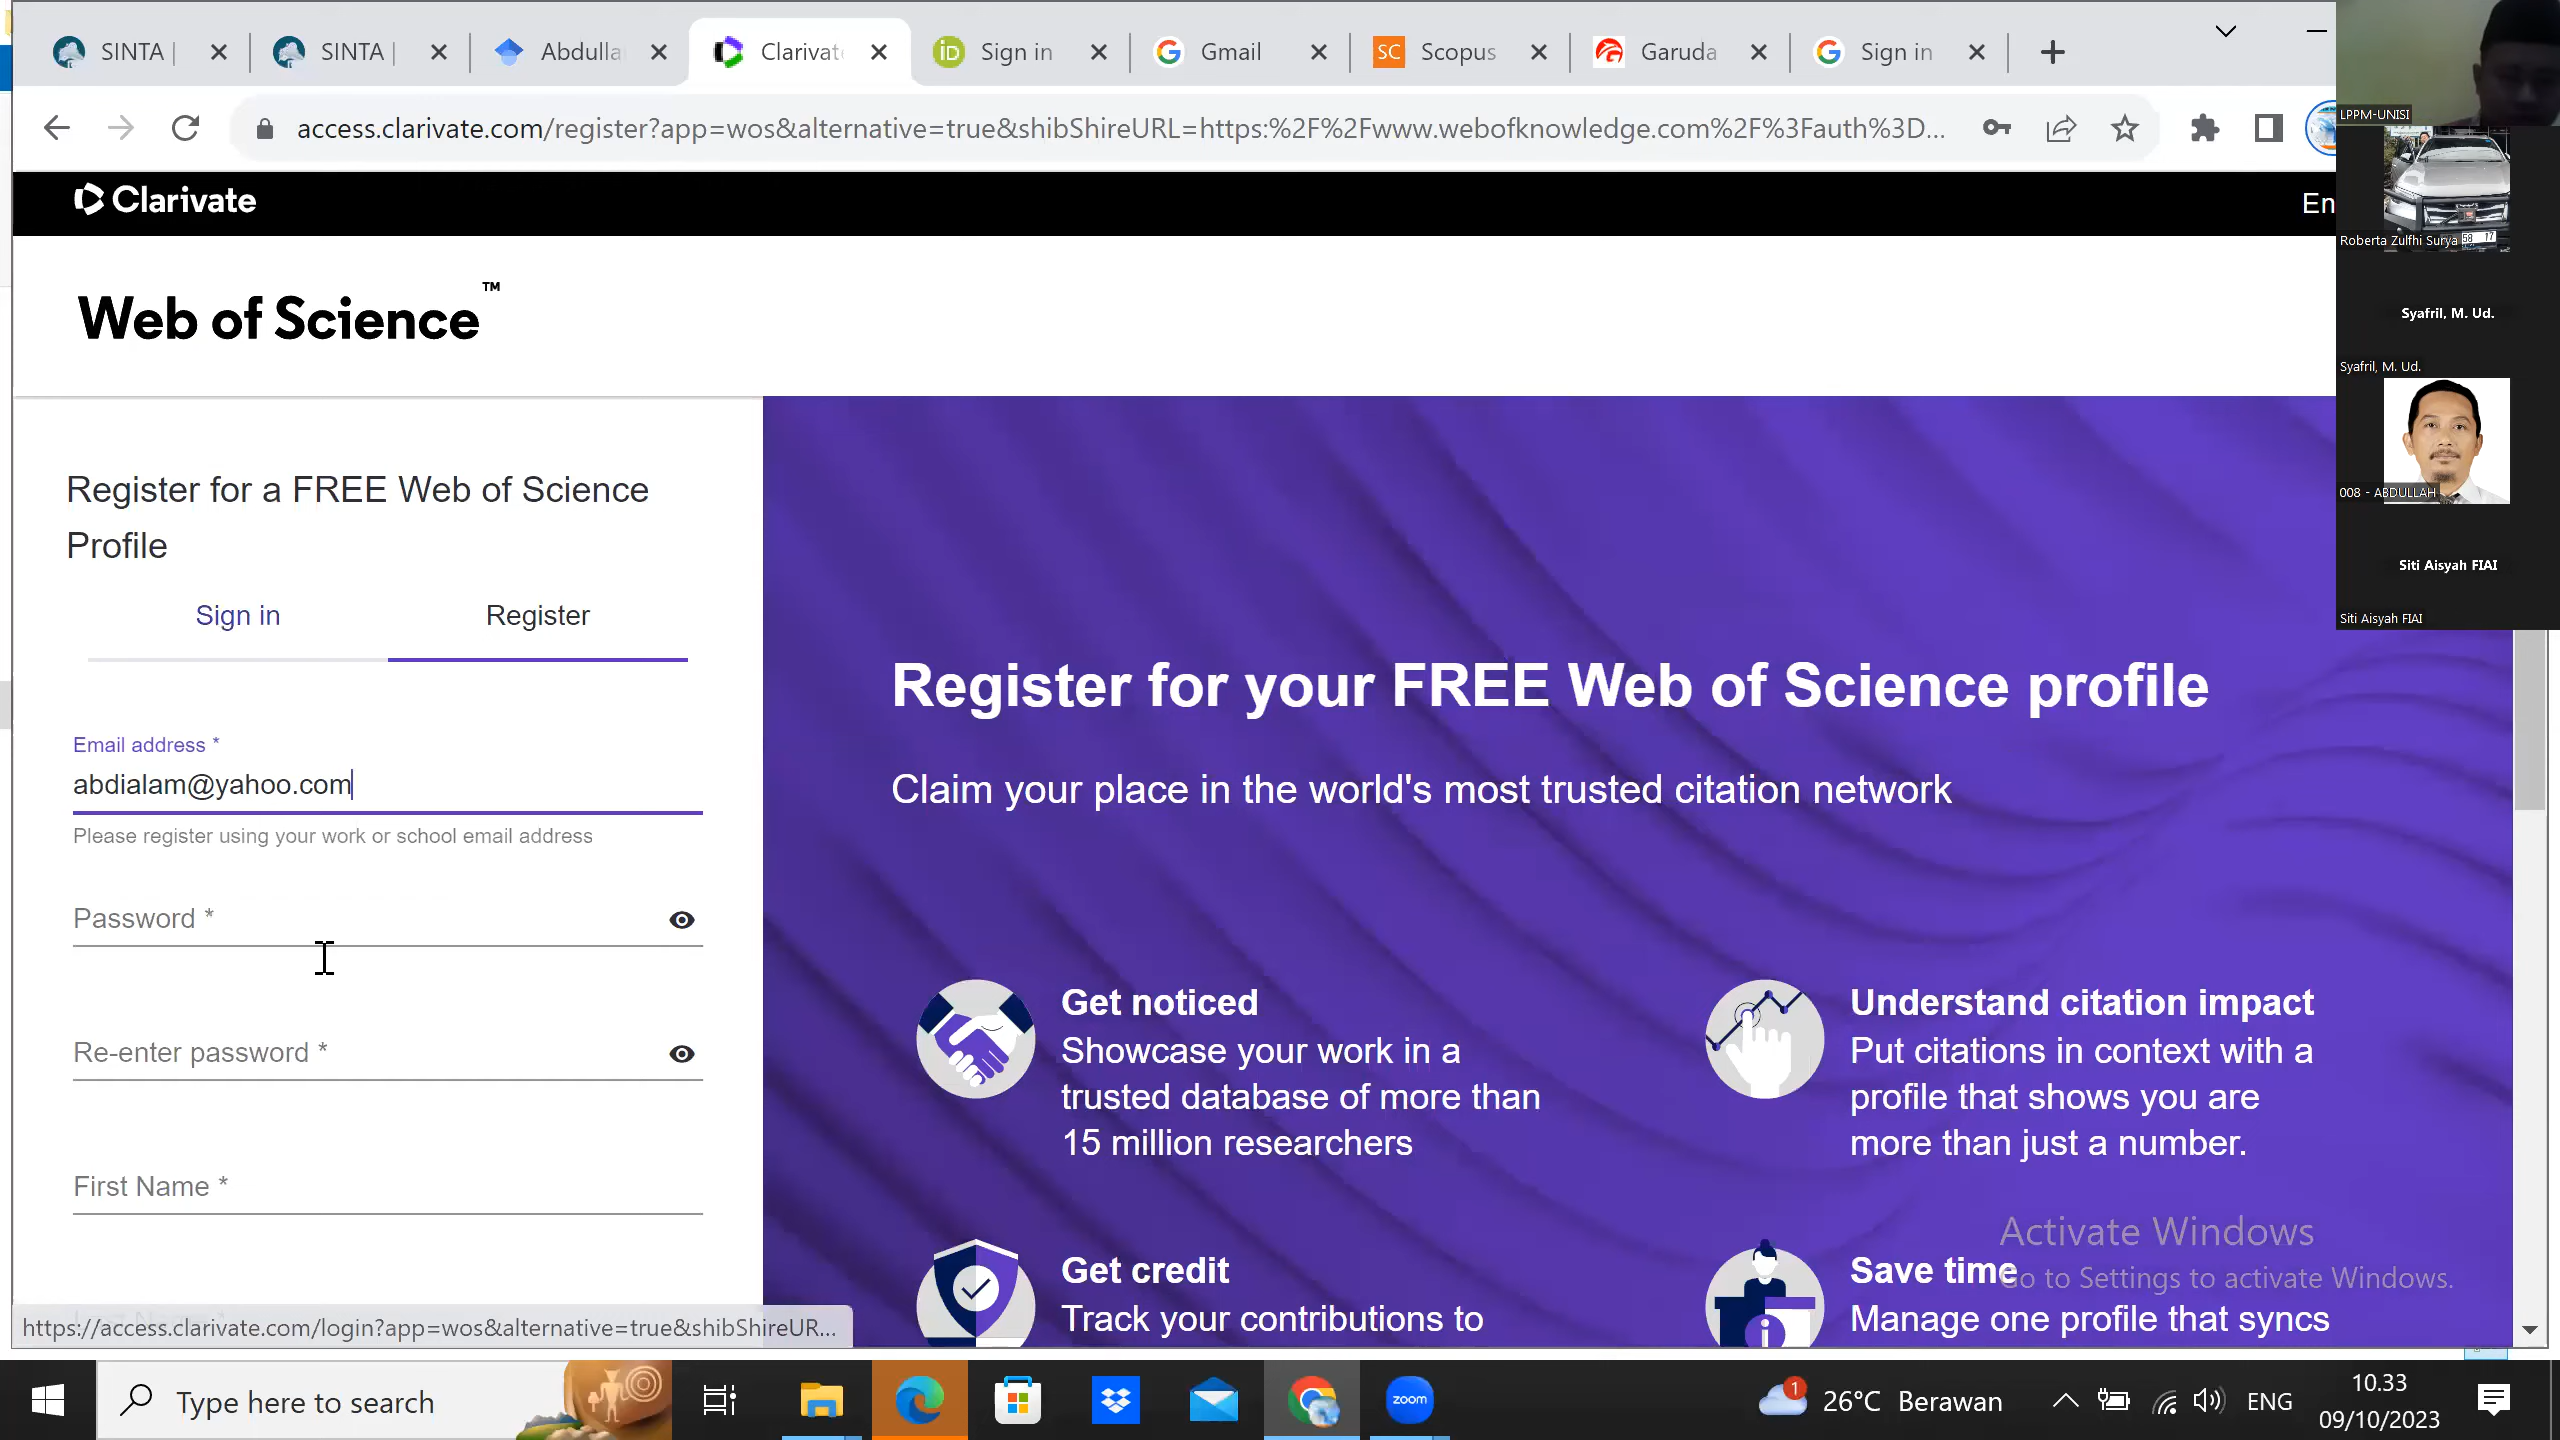 SINTA |
SINTA |
Abdulla
Clarivate
Sign in
Gmail
Scopus
Garuda
Sign in
access.clarivate.com/register?app=wos&alternative=true&shibShireURL=https:%2F%2Fwww.webofknowledge.com%2F%3Fauth%3D...
Clarivate
En
Web of Science™
Register for a FREE Web of Science
Profile
Sign in
Register
Email address *
abdialam@yahoo.com
Please register using your work or school email address
Password *
Re-enter password *
First Name *
https://access.clarivate.com/login?app=wos&alternative=true&shibShireUR...
Register for your FREE Web of Science profile
Claim your place in the world's most trusted citation network
Get noticed
Showcase your work in a
trusted database of more than
15 million researchers
Understand citation impact
Put citations in context with a
profile that shows you are
more than just a number.
Get credit
Track your contributions to
Save time
Manage one profile that syncs
Activate Windows
Go to Settings to activate Windows.
LPPM-UNISI
Roberta Zulfhi Surya
Syafril, M. Ud.
Syafril, M. Ud.
008 - ABDULLAH
Siti Aisyah FIAI
Siti Aisyah FIAI
Type here to search
zoom
1
26°C Berawan
ENG
10.33
09/10/2023